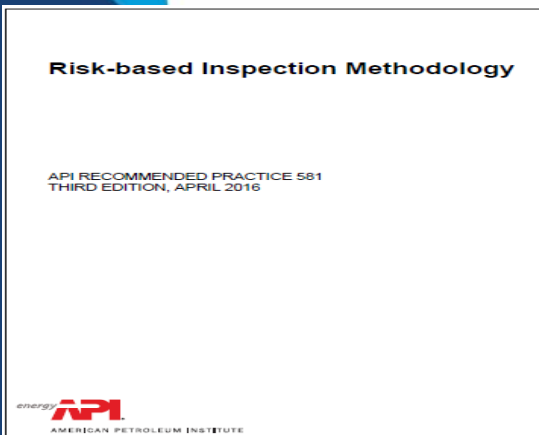 Risk-based Inspection Methodology
API RECOMMENDED PRACTICE 581
THIRD EDITION, APRIL 2016
energy API
AMERICAN PETROLEUM INSTITUTE